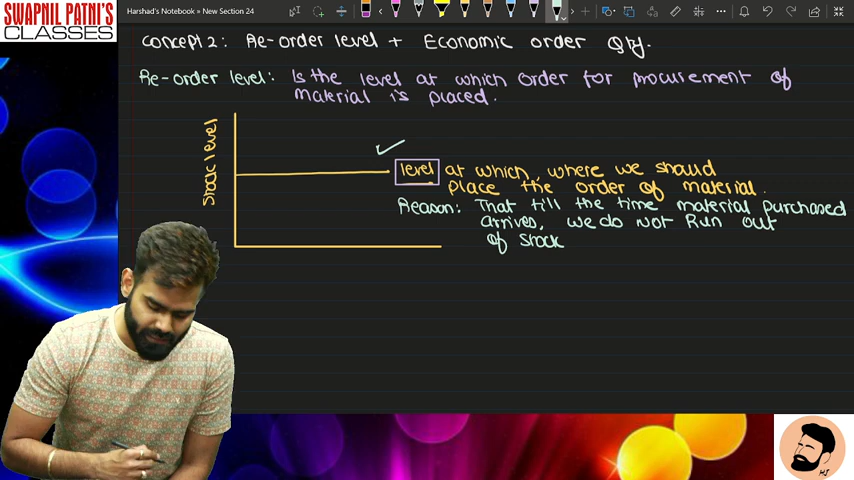 SWAPNIL PATNI'S
CLASSES
Harshad's Notebook » New Section 24
Concept 2: Re-order level + Economic order Qty.
Re-order level: Is the level at which order for procurement of
material is placed.
Stock level
level at which, where we should
place the order of material.
Reason: That till the time material purchased
arrives, we do not Run out
of stock
HJ